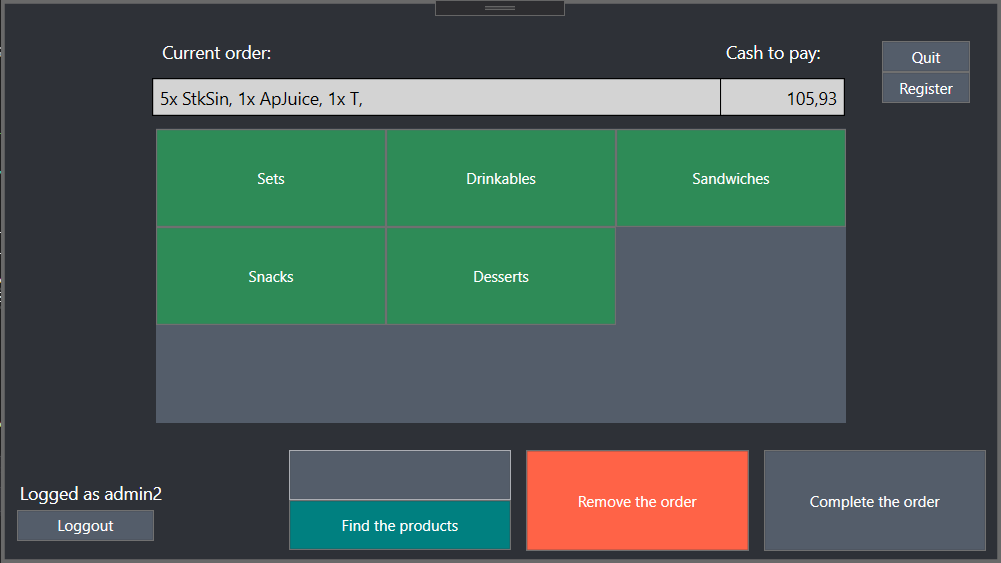 Current order:
Cash to pay:
Quit
Register
5x StkSin, 1x ApJuice, 1x T,
105,93
Sets
Drinkables
Sandwiches
Snacks
Desserts
Logged as admin2
Loggout
Find the products
Remove the order
Complete the order